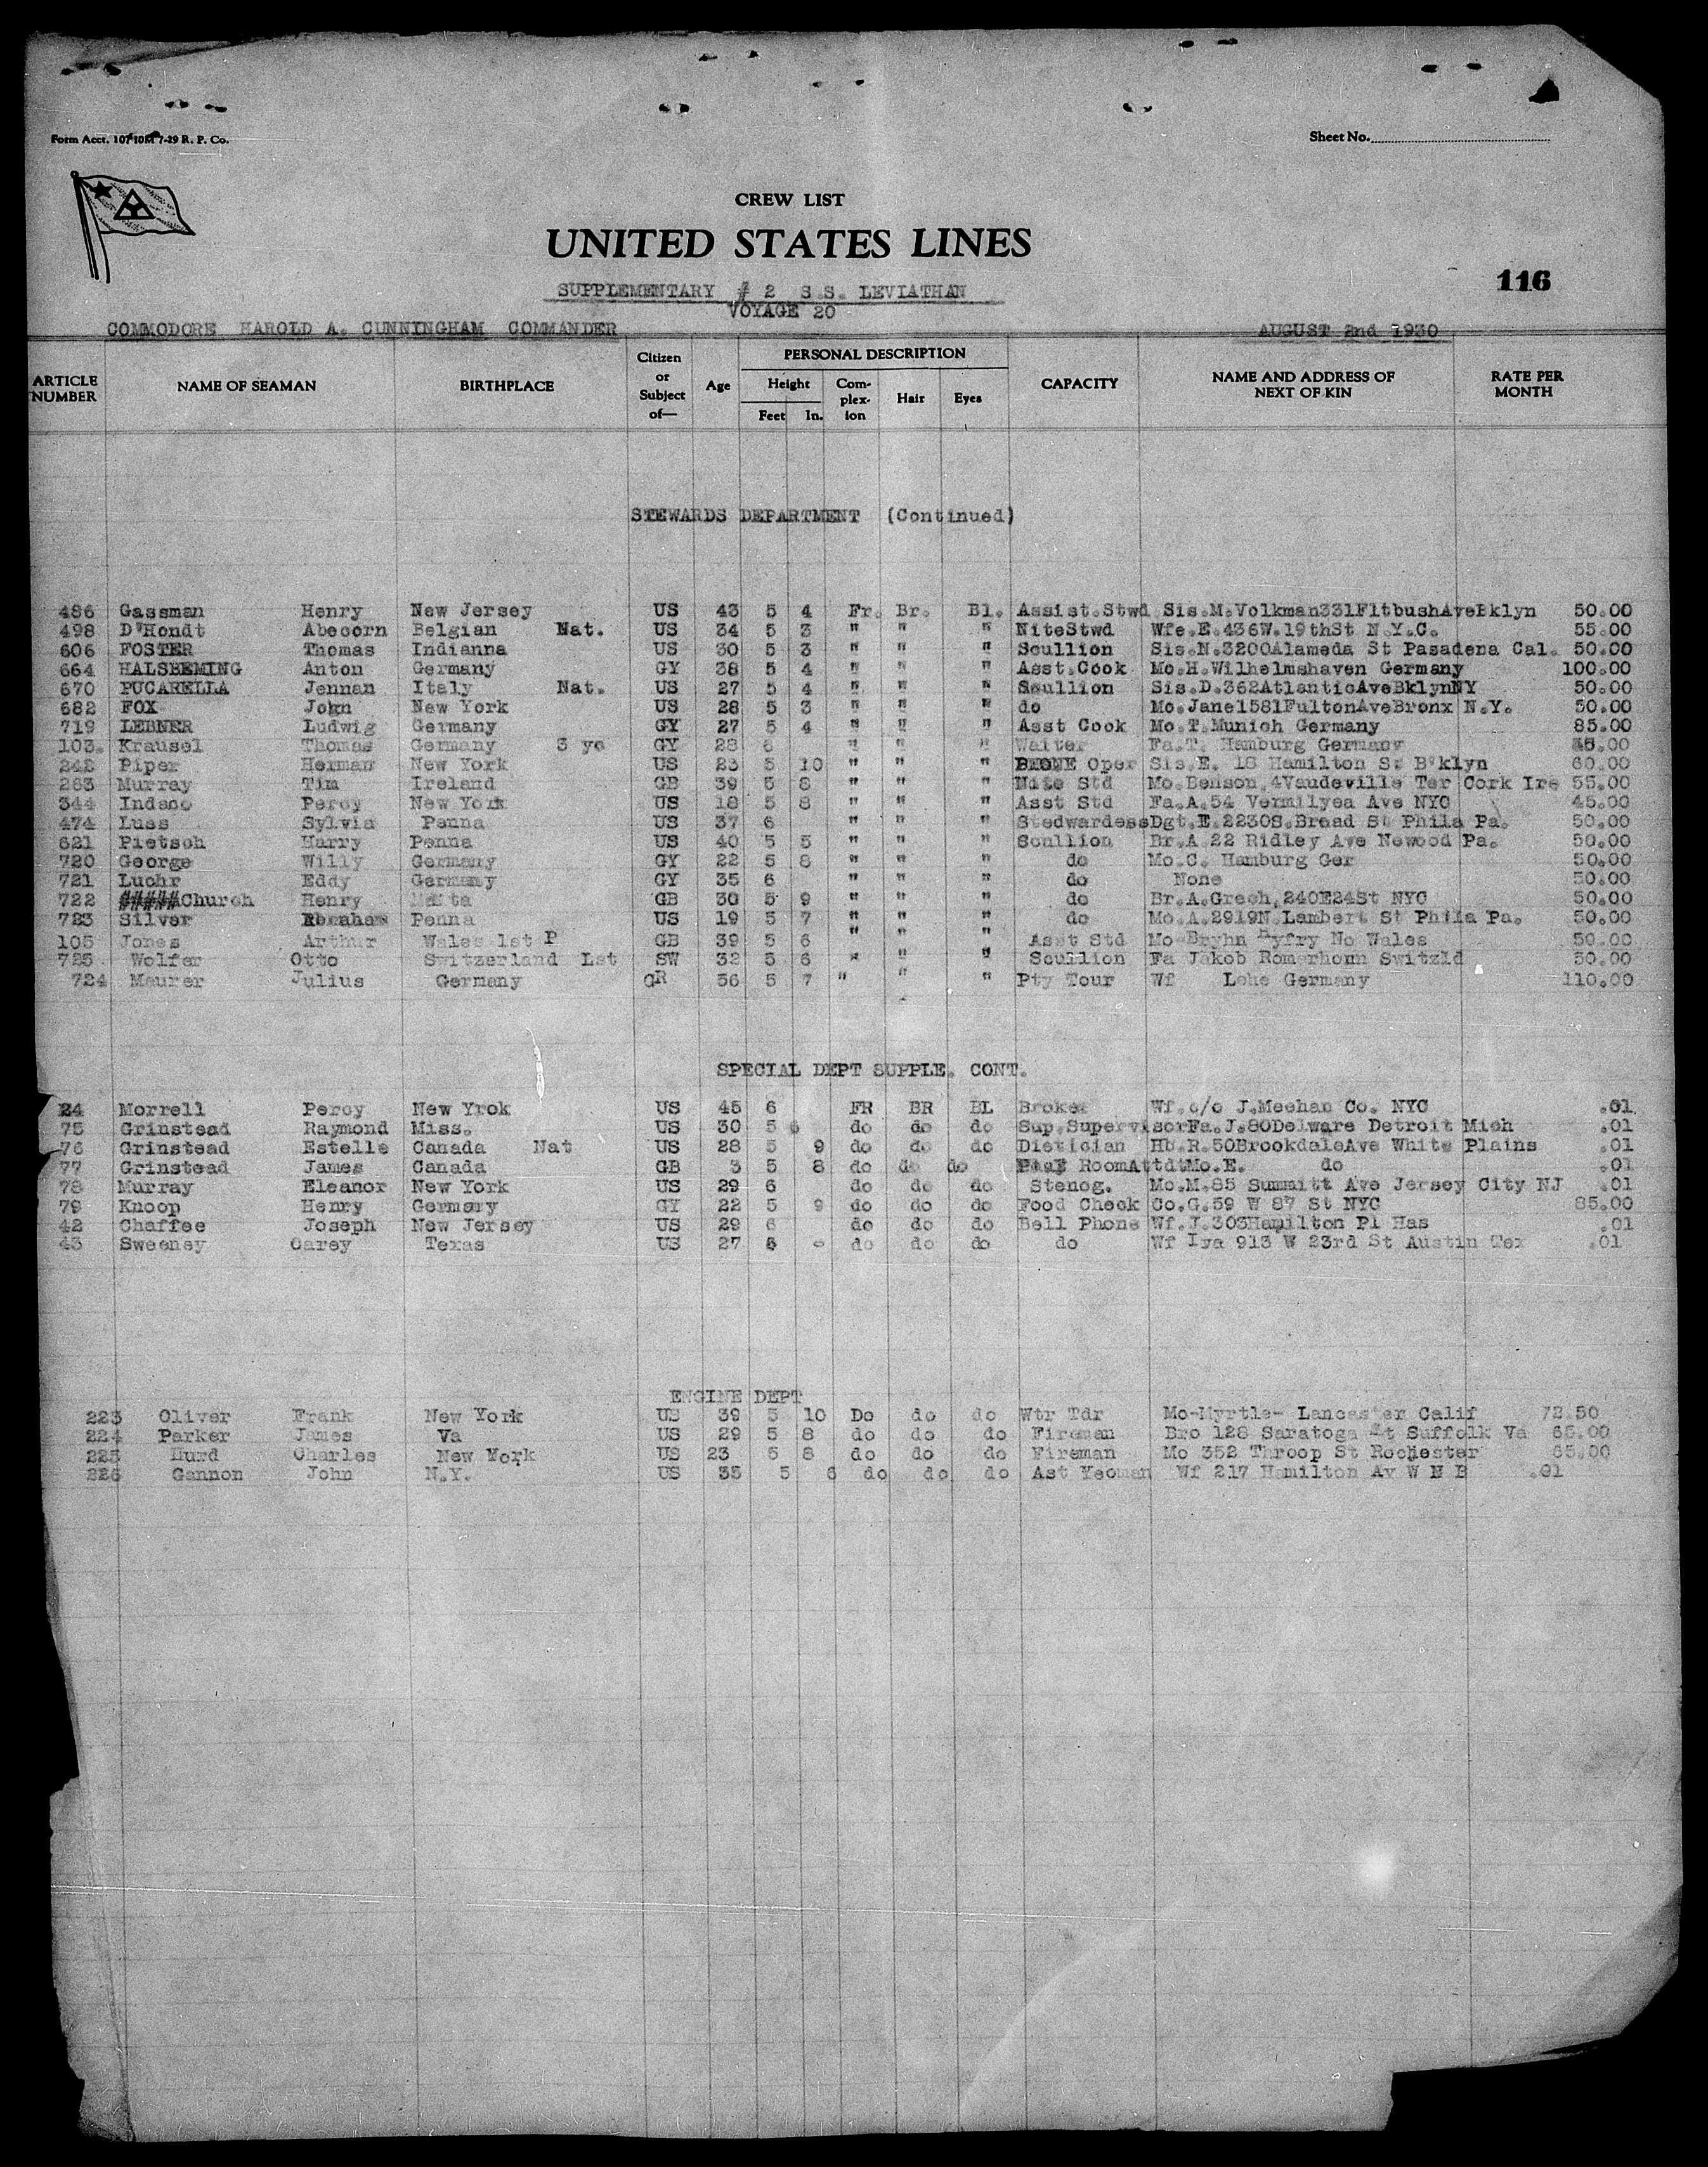 Form Acct. 107 10M 7-29 R. P. Co.
Sheet No.
CREW LIST
UNITED STATES LINES
116
SUPPLEMENTARY # 2 S.S. LEVIATHAN
VOYAGE 20
COMMODORE HAROLD A. CUNNINGHAM COMMANDER AUGUST 2nd 1930
ARTICLE NUMBER NAME OF SEAMAN BIRTHPLACE Citizen or Subject of— Age PERSONAL DESCRIPTION Height Feet In. Com-plex-ion Hair Eyes CAPACITY NAME AND ADDRESS OF NEXT OF KIN RATE PER MONTH
STEWARDS DEPARTMENT (Continued)
486 Gassman Henry New Jersey US 43 5 4 Fr. Br. Bl. Assist.Stwd Sis.M.Volkman331FltbushAveBklyn 50.00
498 D'Hondt Abecorn Belgian Nat. US 34 5 3 " " " NiteStwd Wfe.E.436W.19thSt N.Y.C. 55.00
606 FOSTER Thomas Indianna US 30 5 3 " " " Scullion Sis.N.3200Alameda St Pasadena Cal. 50.00
664 HALSBEMING Anton Germany GY 38 5 4 " " " Asst.Cook Mo.H.Wilhelmshaven Germany 100.00
670 PUCARELLA Jennan Italy Nat. US 27 5 4 " " " Scullion Sis.D.362AtlanticAveBklynNY 50.00
682 FOX John New York US 28 5 3 " " " do Mo.Jane1581FultonAveBronx N.Y. 50.00
719 LEBNER Ludwig Germany GY 27 5 4 " " " Asst Cook Mo.T.Munich Germany 85.00
103. Krausel Thomas Germany 3 yo GY 28 6 " " " Waiter Fa.T. Hamburg Germany .00
242 Piper Herman New York US 23 5 10 " " " Oper Sis.E. 18 Hamilton St B'klyn 60.00
263 Murray Tim Ireland GB 39 5 8 " " " Nite Std Mo.Benson,4Vaudeville Ter Cork Ire 55.00
344 Indaco Percy New York US 18 5 8 " " " Asst Std Fa.A.54 Vermilyea Ave NYC 45.00
474 Luss Sylvia Penna US 37 6 " " " StedwardessDgt.E.2230S.Broad St Phila Pa. 50.00
621 Pietsch Harry Penna US 40 5 5 " " " Scullion Br.A.22 Ridley Ave Newood Pa. 50.00
720 George Willy Germany GY 22 5 8 " " " do Mo.C. Hamburg Ger 50.00
721 Luchr Eddy Germany GY 35 6 " " " do None 50.00
722 #####Church Henry GB 30 5 9 " " " do Br.A.Grech,240E24St NYC 50.00
723 Silver Abraham Penna US 19 5 7 " " " do Mo.A.2919N Lambert St Phila Pa. 50.00
105 Jones Arthur Wales 1st P GB 39 5 6 " " " Asst Std Mo Bryhn Ryfry No Wales 50.00
725 Wolfer Otto Switzerland 1st SW 32 5 6 " " " Scullion Fa Jakob Romerhonn Switzld 50.00
724 Maurer Julius Germany GR 56 5 7 " " " Pty Tour Wf Lohe Germany 110.00
SPECIAL DEPT SUPPLE. CONT.
24 Morrell Percy New Yrok US 45 6 FR BR BL Broker Wf.c/o J.Meehan Co. NYC .01
75 Grinstead Raymond Miss. US 30 5 6 do do do Sup.SupervisorFa.J.80Delware Detroit Mich .01
76 Grinstead Estelle Canada Nat US 28 5 9 do do do Dietician Hb.R.50BrookdaleAve White Plains .01
77 Grinstead James Canada GB 3 5 8 do do do RoomAttdtMo.E. do .01
78 Murray Eleanor New York US 29 6 do do do Stenog. Mo.M.85 Summitt Ave Jersey City NJ .01
79 Knoop Henry Germary GY 22 5 9 do do do Food Check Co.G.59 W 87 St NYC 85.00
42 Chaffee Joseph New Jersey US 29 6 do do do Bell Phone Wf.J.303Hamilton Pl Has .01
43 Sweeney Carey Texas US 27 6 - do do do do Wf Iva 913 W 23rd St Austin Tex .01
ENGINE DEPT
223 Oliver Frank New York US 39 5 10 Do do do Wtr Tdr Mo-Myrtle- Lancaster Calif 72.50
224 Parker James Va US 29 5 8 do do do Fireman Bro 128 Saratoga St Suffolk Va 65.00
225 Hurd Charles New York US 23 5 8 do do do Fireman Mo 352 Throop St Rochester 65.00
226 Gannon John N.Y. US 35 5 6 do do do Ast Yeoman Wf 217 Hamilton Av W N B .01